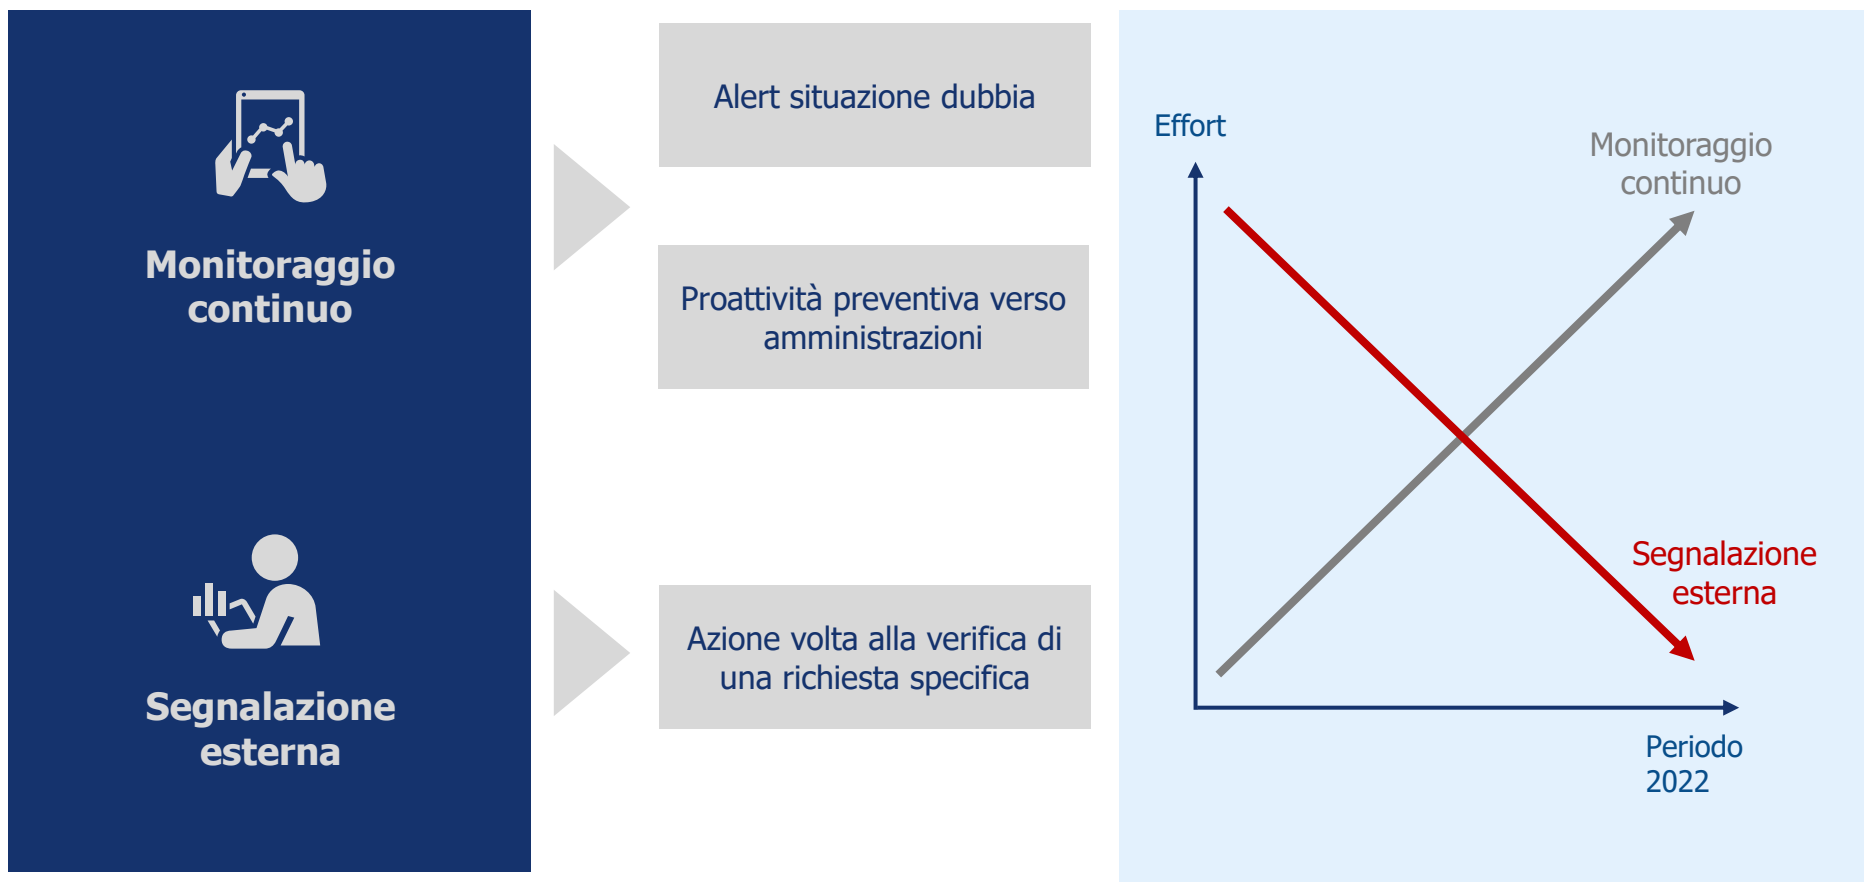 Monitoraggio
continuo
Alert situazione dubbia
Proattività preventiva verso
amministrazioni
Segnalazione
esterna
Azione volta alla verifica di
una richiesta specifica
Effort
Monitoraggio
continuo
Segnalazione
esterna
Periodo
2022